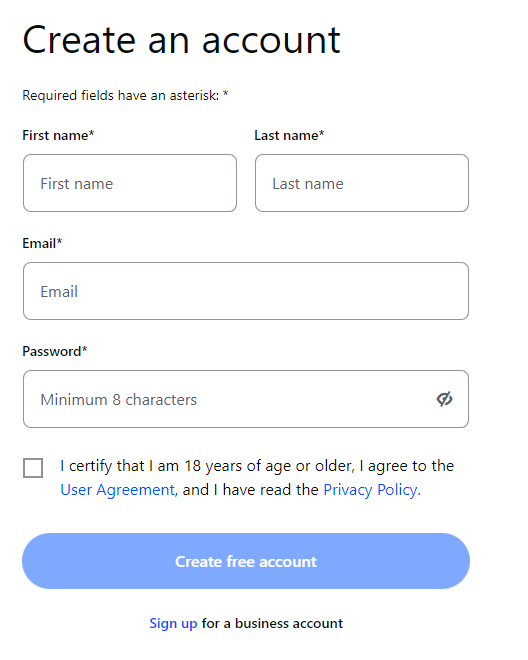 Create an account
Required fields have an asterisk: *
First name*
Last name*
First name
Last name
Email*
Email
Password*
Minimum 8 characters
I certify that I am 18 years of age or older, I agree to the
User Agreement, and I have read the Privacy Policy.
Create free account
Sign up for a business account